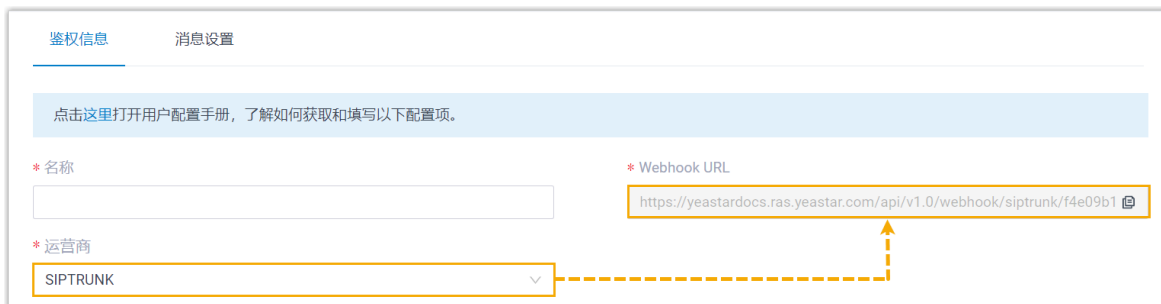 鉴权信息 消息设置
点击这里打开用户配置手册，了解如何获取和填写以下配置项。
* 名称
* Webhook URL
https://yeastardocs.ras.yeastar.com/api/v1.0/webhook/siptrunk/f4e09b1
* 运营商
SIPTRUNK